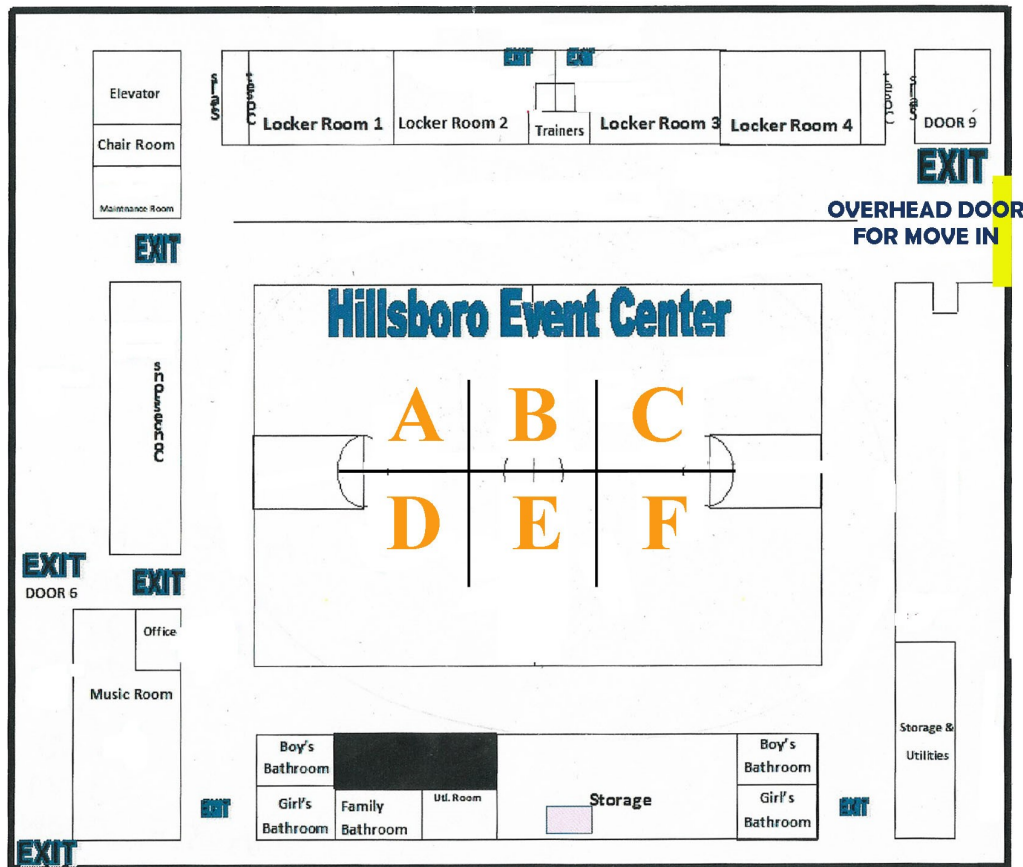 EXIT
EXIT
Elevator
Chair Room
Maintnance Room
Locker Room 1
Locker Room 2
Trainers
Locker Room 3
Locker Room 4
DOOR 9
EXIT
OVERHEAD DOOR
FOR MOVE IN
EXIT
Hillsboro Event Center
Concessions
A B C
D E F
EXIT
DOOR 6
EXIT
Office
Music Room
Boy's
Bathroom
Girl's
Bathroom
Family
Bathroom
Utl. Room
Storage
Boy's
Bathroom
Girl's
Bathroom
Storage &
Utilities
EXIT
EXIT
EXIT